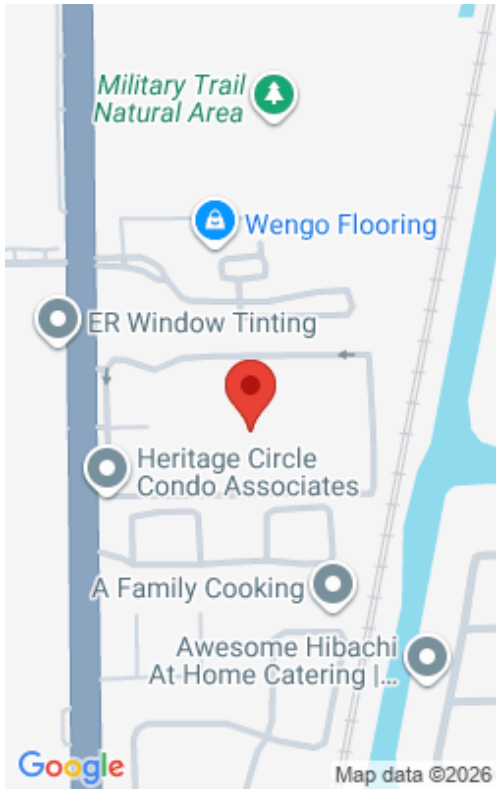 Military Trail
Natural Area
Wengo Flooring
ER Window Tinting
Heritage Circle
Condo Associates
A Family Cooking
Awesome Hibachi
At Home Catering |...
Google
Map data ©2026